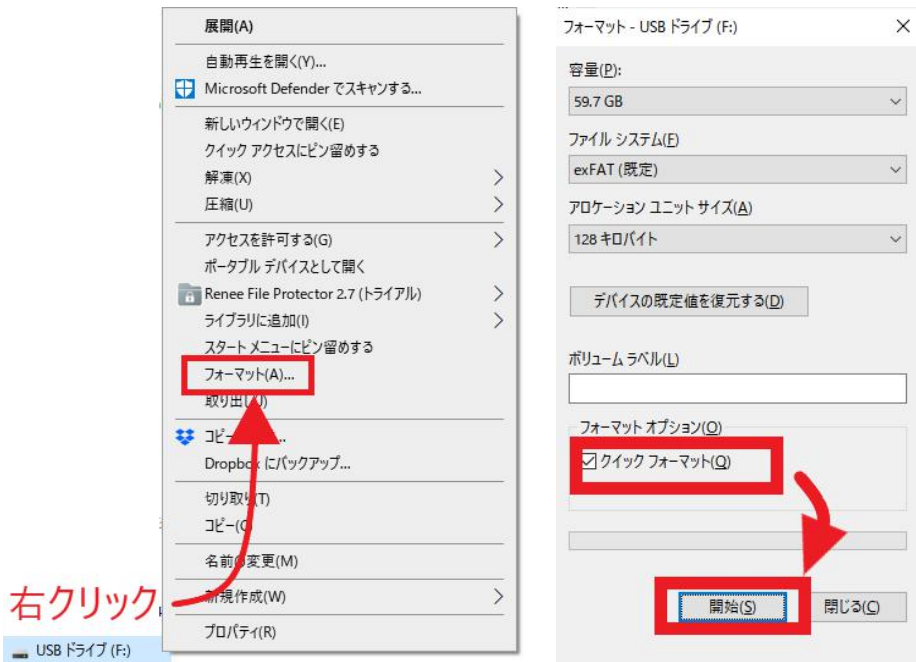 展開(A)
自動再生を開く(Y)...
Microsoft Defender でスキャンする...
新しいウィンドウで開く(E)
クイック アクセスにピン留めする
解凍(X)
圧縮(U)
アクセスを許可する(G)
ポータブル デバイスとして開く
Renee File Protector 2.7 (トライアル)
ライブラリに追加(I)
スタート メニューにピン留めする
フォーマット(A)...
取り出し
Dropbox にバックアップ...
切り取り(T)
コピー
名前の変更(M)
新規作成(W)
プロパティ(R)
右クリック
USB ドライブ (F:)
フォーマット - USB ドライブ (F:)
容量(P):
59.7 GB
ファイル システム(F)
exFAT (既定)
アロケーション ユニット サイズ(A)
128 キロバイト
デバイスの既定値を復元する(D)
ボリューム ラベル(L)
フォーマット オプション(O)
クイック フォーマット(Q)
開始(S)
閉じる(C)